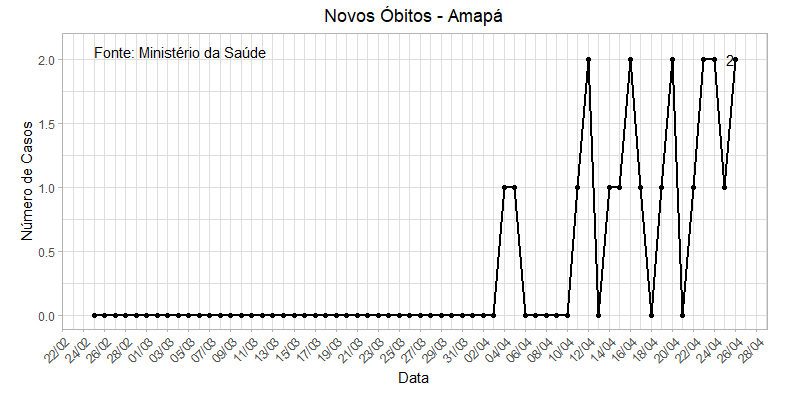 Novos Óbitos - Amapá
Fonte: Ministério da Saúde
2
Número de Casos
2.0
1.5
1.0
0.5
0.0
22/02 24/02 26/02 28/02 01/03 03/03 05/03 07/03 09/03 11/03 13/03 15/03 17/03 19/03 21/03 23/03 25/03 27/03 29/03 31/03 02/04 04/04 06/04 08/04 10/04 12/04 14/04 16/04 18/04 20/04 22/04 24/04 26/04 28/04
Data